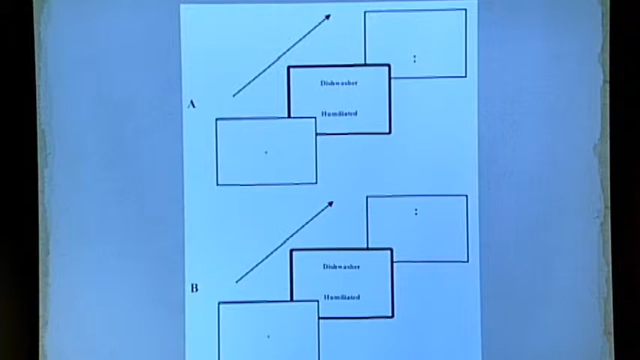 A
Dishwasher
Humiliated
:
B
:
Dishwasher
Humiliated